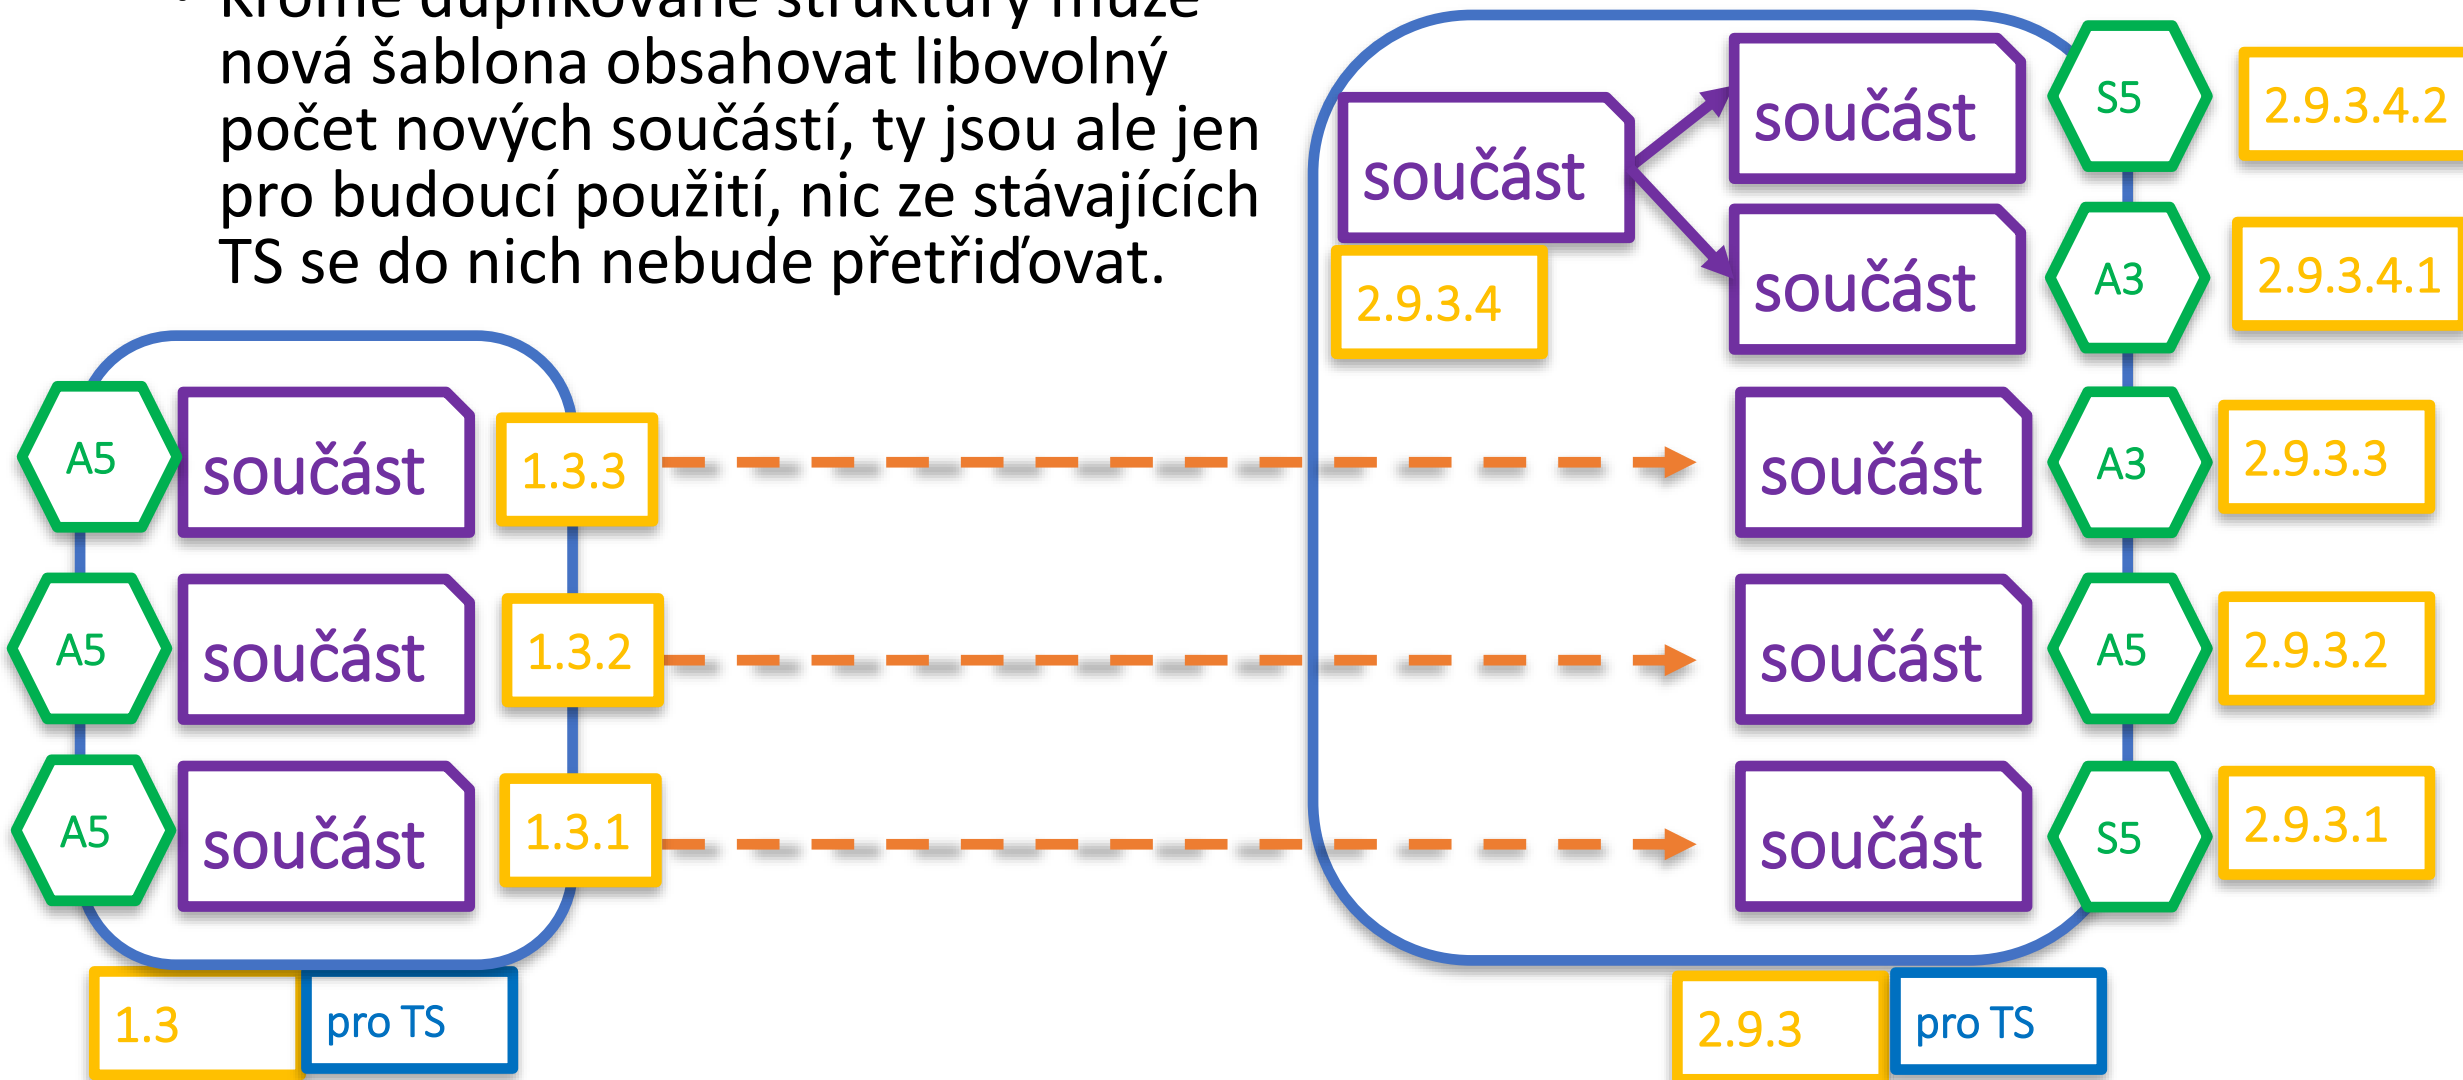 Kromě duplikované struktury může
nová šablona obsahovat libovolný
počet nových součástí, ty jsou ale jen
pro budoucí použití, nic ze stávajících
TS se do nich nebude přetřiďovat.
A5
součást
1.3.3
A5
součást
1.3.2
A5
součást
1.3.1
1.3
pro TS
součást
2.9.3.4
součást
S5
2.9.3.4.2
součást
A3
2.9.3.4.1
součást
A3
2.9.3.3
součást
A5
2.9.3.2
součást
S5
2.9.3.1
2.9.3
pro TS